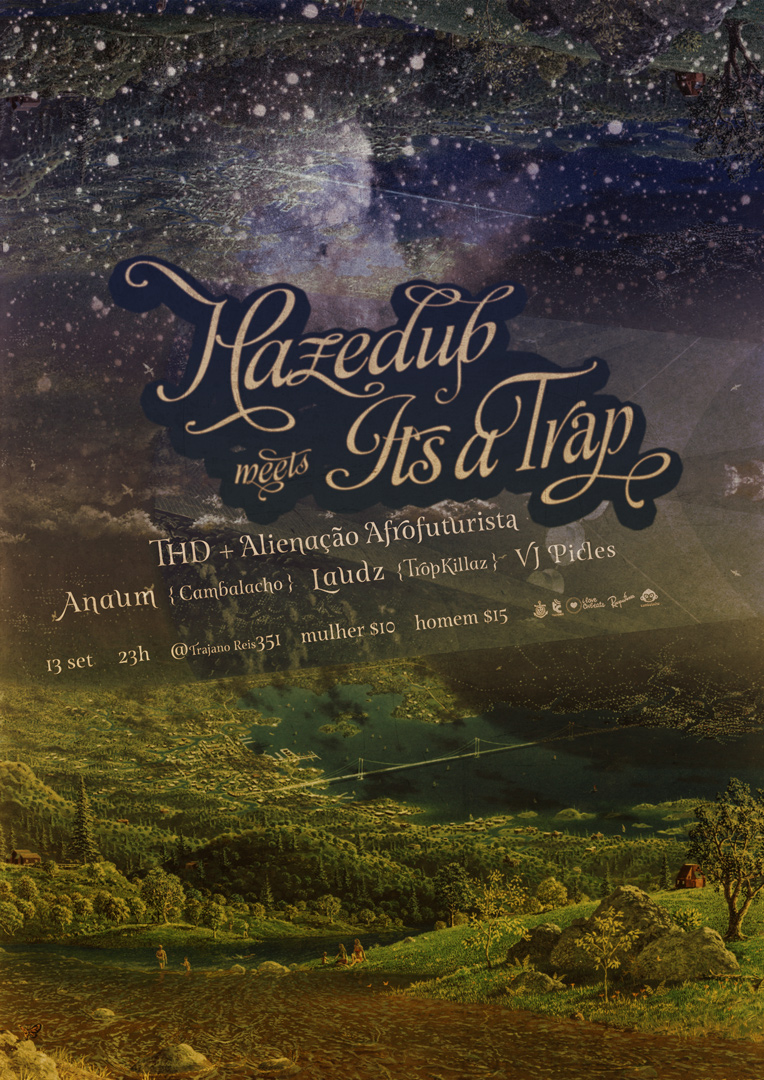 Hazedub
meets Its a Trap
THD + Alienação Afrofuturista
Anaum {Cambalacho} Laudz {TropKillaz} VJ Picles
13 set 23h @Trajano Reis351 mulher $10 homem $15